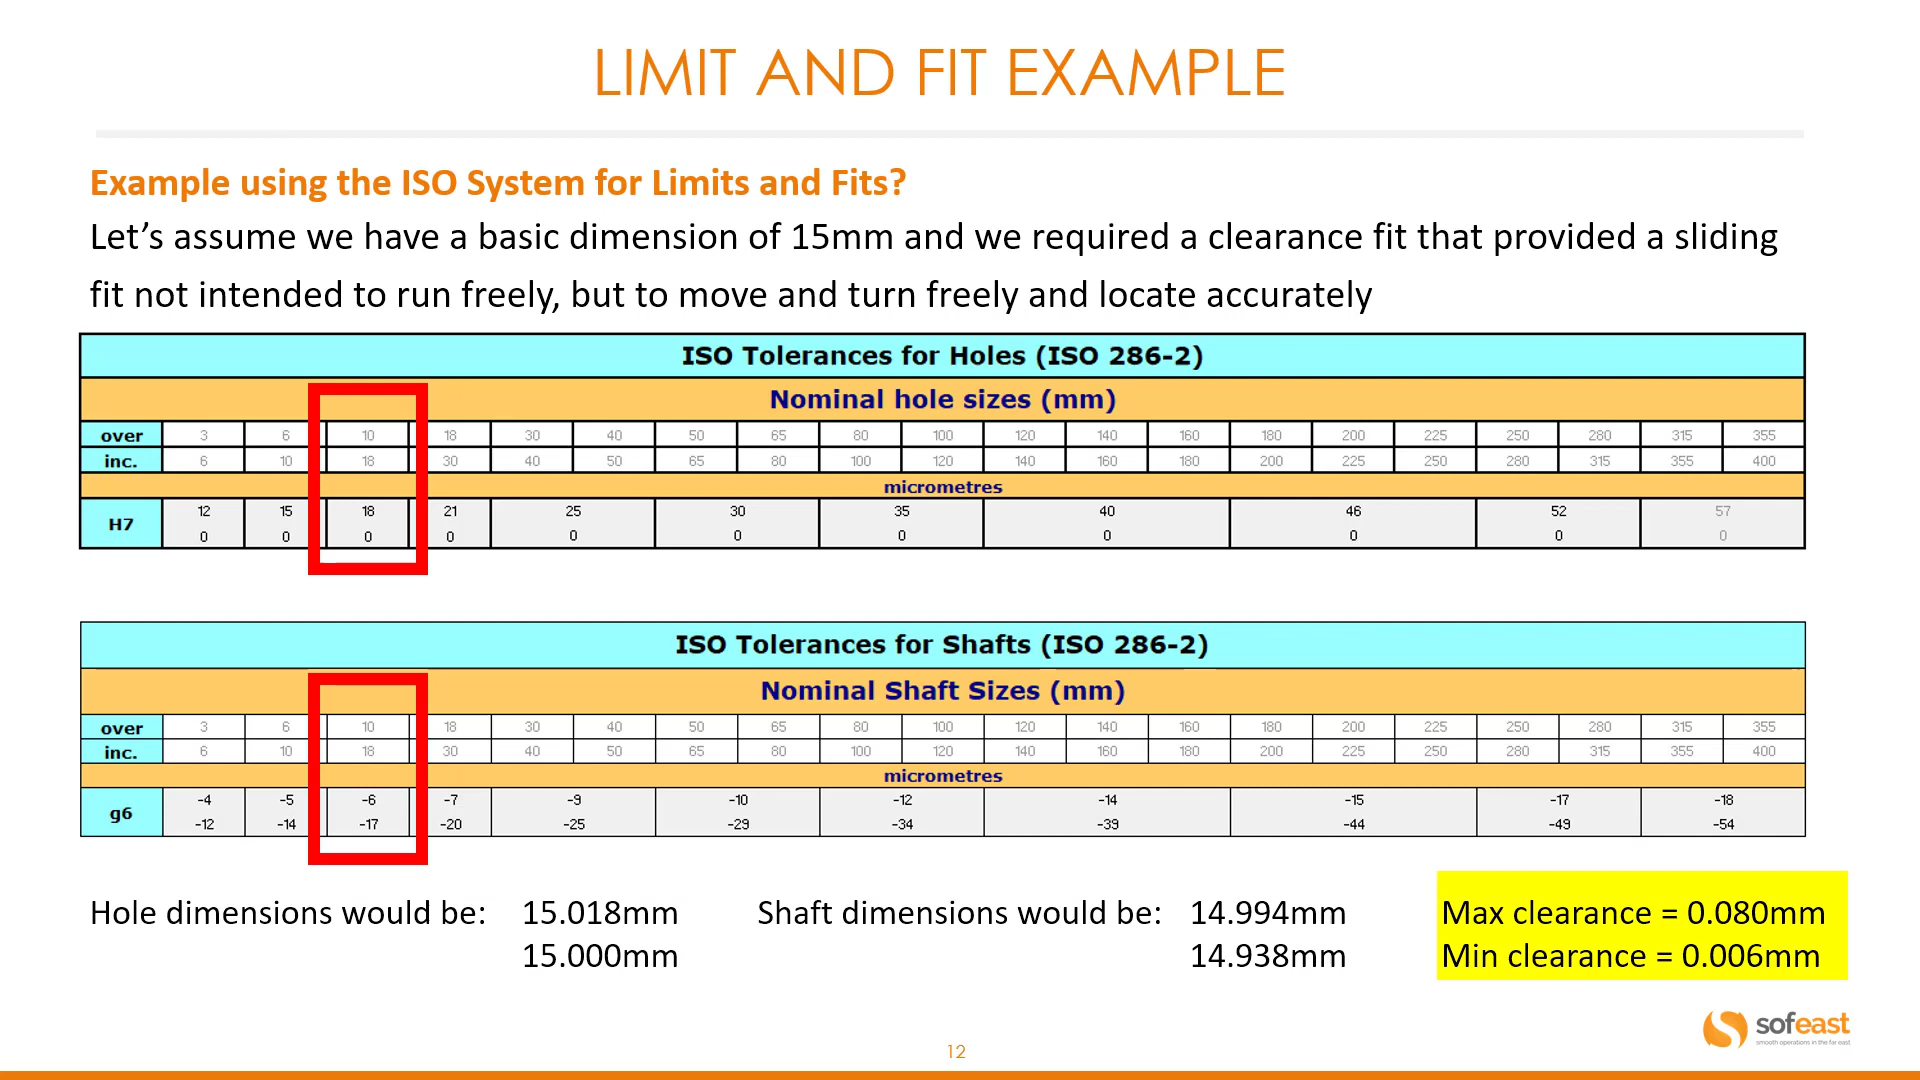 LIMIT AND FIT EXAMPLE
Example using the ISO System for Limits and Fits?
Let’s assume we have a basic dimension of 15mm and we required a clearance fit that provided a sliding
fit not intended to run freely, but to move and turn freely and locate accurately
ISO Tolerances for Holes (ISO 286-2)
Nominal hole sizes (mm)
over 3 6 10 18 30 40 50 65 80 100 120 140 160 180 200 225 250 280 315 355
inc. 6 10 18 30 40 50 65 80 100 120 140 160 180 200 225 250 280 315 355 400
micrometres
H7 12 15 18 21 25 30 35 40 46 52 57
0 0 0 0 0 0 0 0 0 0 0
ISO Tolerances for Shafts (ISO 286-2)
Nominal Shaft Sizes (mm)
over 3 6 10 18 30 40 50 65 80 100 120 140 160 180 200 225 250 280 315 355
inc. 6 10 18 30 40 50 65 80 100 120 140 160 180 200 225 250 280 315 355 400
micrometres
g6 -4 -5 -6 -7 -9 -10 -12 -14 -15 -17 -18
-12 -14 -17 -20 -25 -29 -34 -39 -44 -49 -54
Hole dimensions would be: 15.018mm Shaft dimensions would be: 14.994mm Max clearance = 0.080mm
15.000mm 14.938mm Min clearance = 0.006mm
sofeast
smooth operations in the far east
12